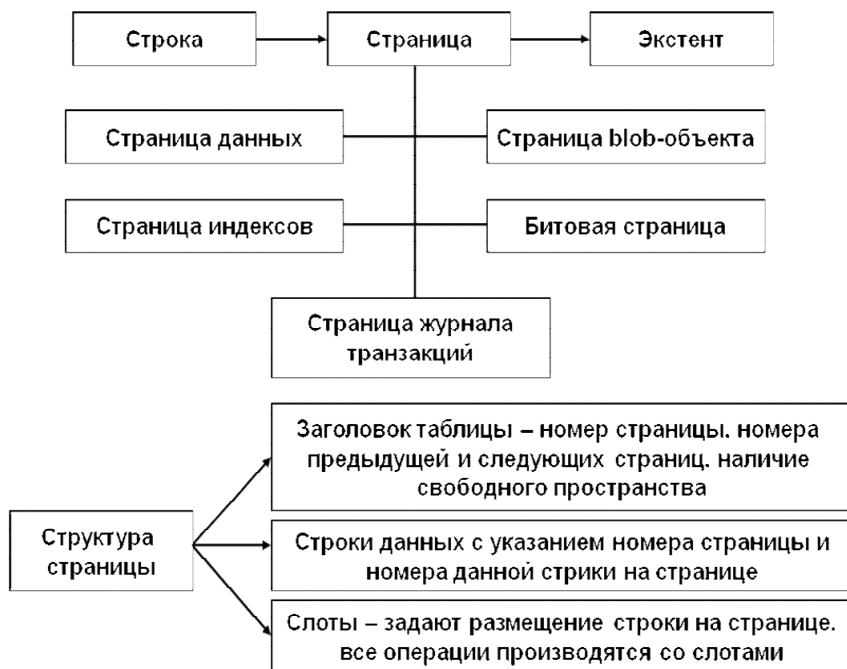 Строка
Страница
Экстент
Страница данных
Страница blob-объекта
Страница индексов
Битовая страница
Страница журнала
транзакций
Структура
страницы
Заголовок таблицы – номер страницы. номера
предыдущей и следующих страниц. наличие
свободного пространства
Строки данных с указанием номера страницы и
номера данной стрики на странице
Слоты – задают размещение строки на странице.
все операции производятся со слотами